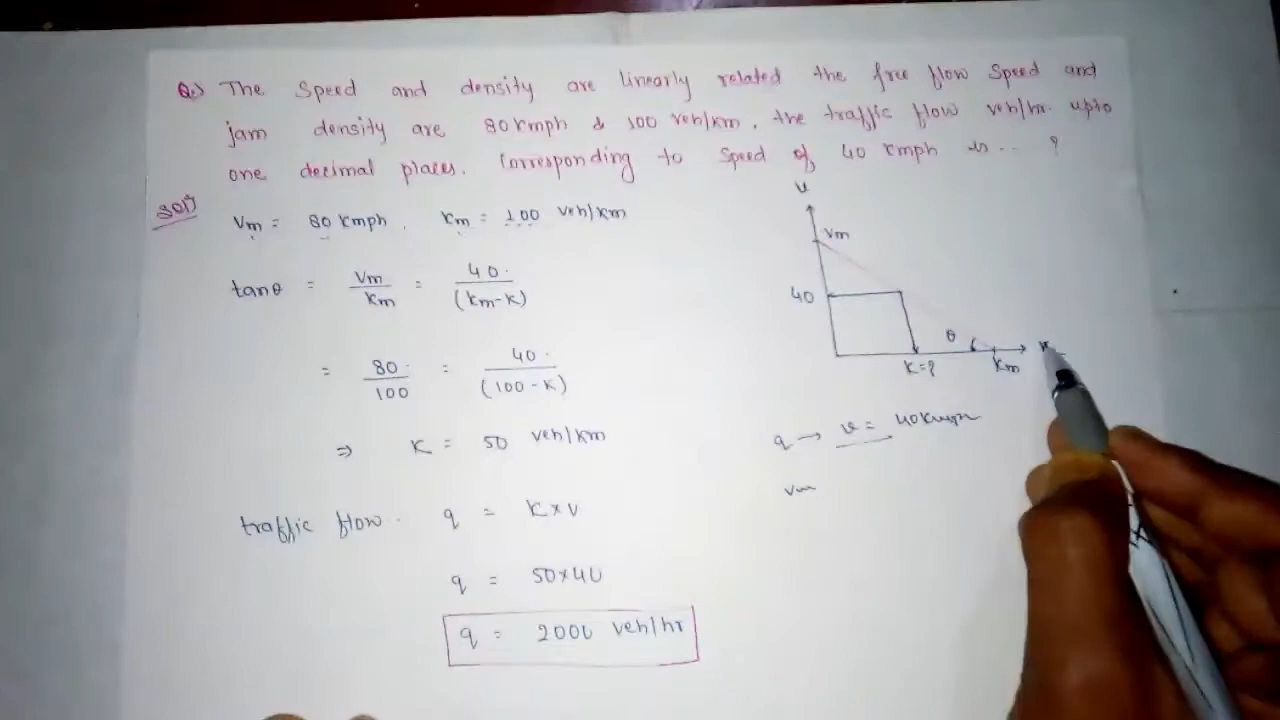 Q.) The Speed and density are linearly related the free flow Speed and
jam density are 80 kmph & 100 veh/km. the traffic flow veh/hr. upto
one decimal places. Corresponding to Speed of 40 kmph is... ?
Sol)
Vm = 80 kmph, Km = 100 veh/km
tanθ = Vm/Km = 40/(Km-K)
= 80/100 = 40/(100-K)
⇒ K = 50 veh/km
traffic flow. q = K×V
q = 50×40
q = 2000 veh/hr
u
Vm
40
θ
K=?
Km
q → v = 40kmph
Vm